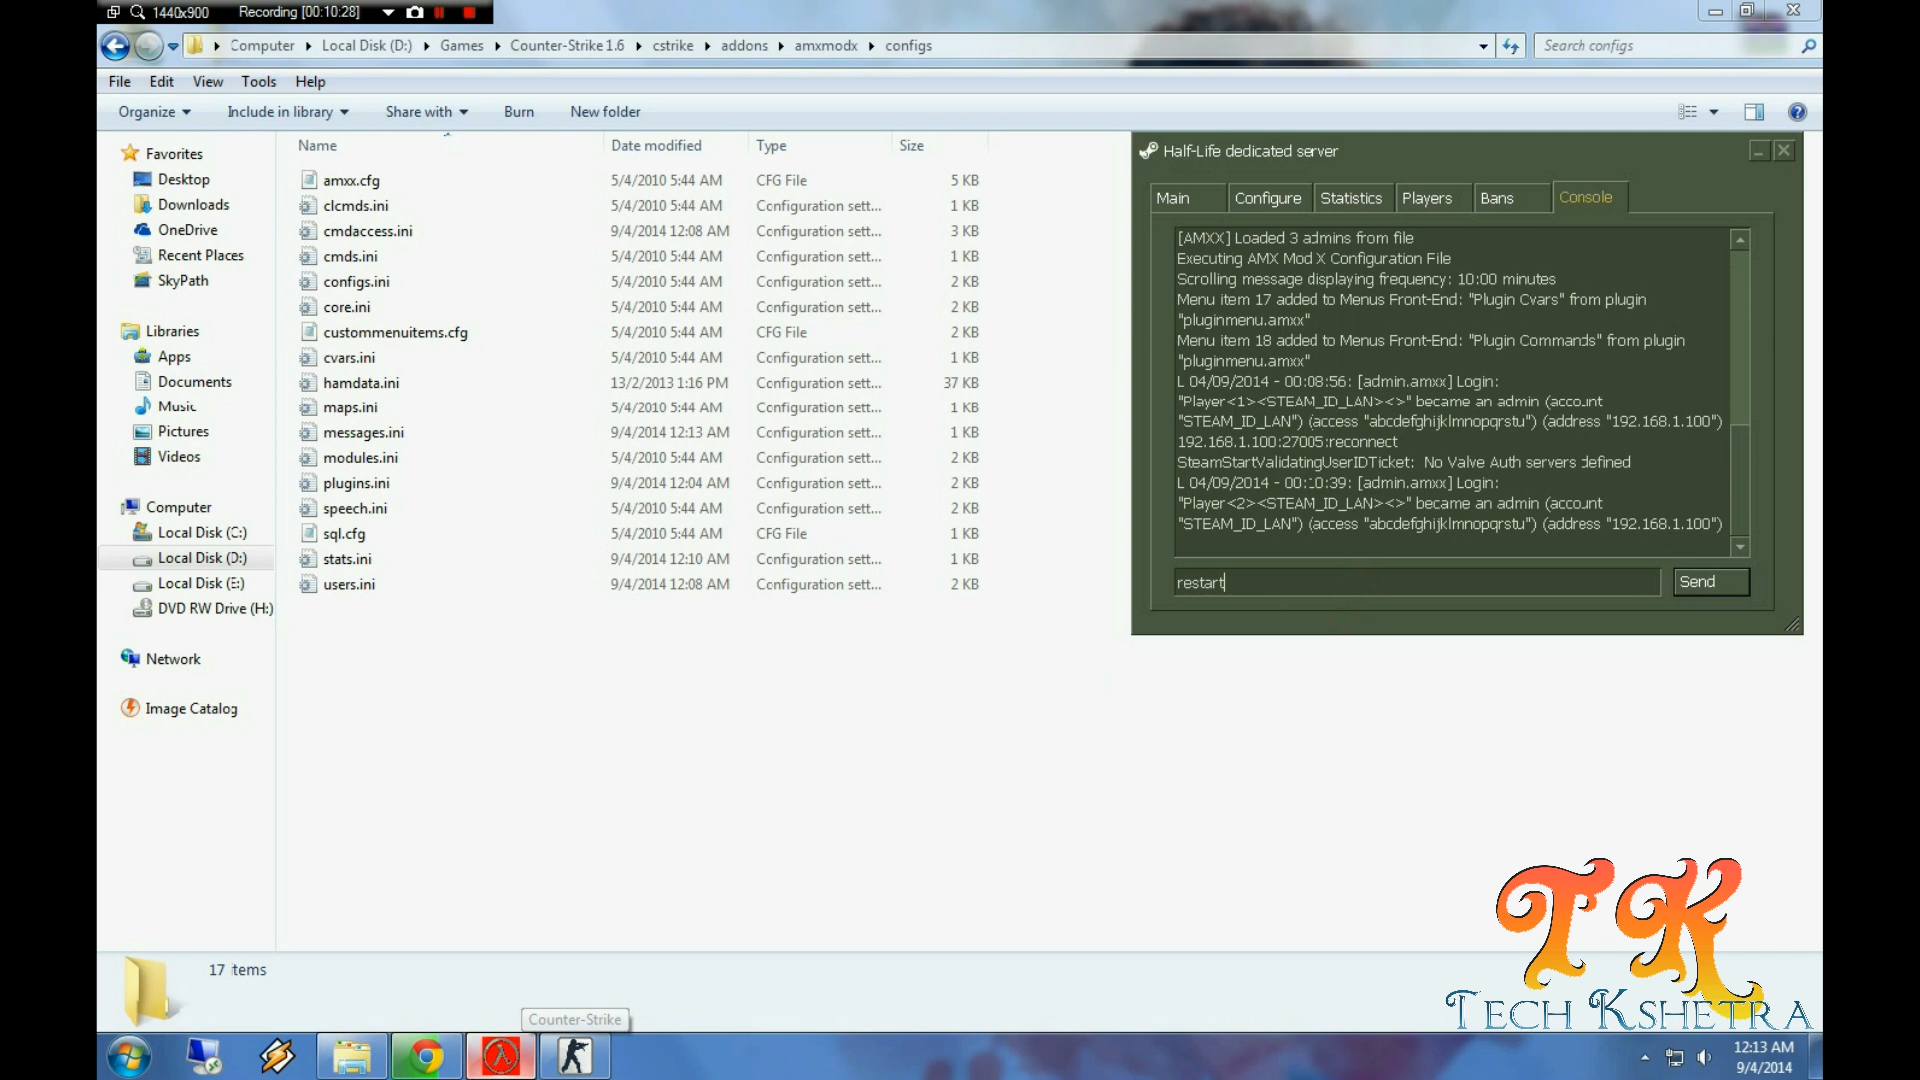 1440x900
Recording [00:10:28]
Computer
Local Disk (D:)
Games
Counter-Strike 1.6
cstrike
addons
amxmodx
configs
Search configs
File
Edit
View
Tools
Help
Organize
Include in library
Share with
Burn
New folder
Favorites
Desktop
Downloads
OneDrive
Recent Places
SkyPath
Libraries
Apps
Documents
Music
Pictures
Videos
Computer
Local Disk (C:)
Local Disk (D:)
Local Disk (E:)
DVD RW Drive (H:)
Network
Image Catalog
Name Date modified Type Size
amxx.cfg 5/4/2010 5:44 AM CFG File 5 KB
clcmds.ini 5/4/2010 5:44 AM Configuration sett... 1 KB
cmdaccess.ini 9/4/2014 12:08 AM Configuration sett... 3 KB
cmds.ini 5/4/2010 5:44 AM Configuration sett... 1 KB
configs.ini 5/4/2010 5:44 AM Configuration sett... 2 KB
core.ini 5/4/2010 5:44 AM Configuration sett... 2 KB
custommenuitems.cfg 5/4/2010 5:44 AM CFG File 2 KB
cvars.ini 5/4/2010 5:44 AM Configuration sett... 1 KB
hamdata.ini 13/2/2013 1:16 PM Configuration sett... 37 KB
maps.ini 5/4/2010 5:44 AM Configuration sett... 1 KB
messages.ini 9/4/2014 12:13 AM Configuration sett... 1 KB
modules.ini 5/4/2010 5:44 AM Configuration sett... 2 KB
plugins.ini 9/4/2014 12:04 AM Configuration sett... 2 KB
speech.ini 5/4/2010 5:44 AM Configuration sett... 2 KB
sql.cfg 5/4/2010 5:44 AM CFG File 1 KB
stats.ini 9/4/2014 12:10 AM Configuration sett... 1 KB
users.ini 9/4/2014 12:08 AM Configuration sett... 2 KB
Half-Life dedicated server
Main
Configure
Statistics
Players
Bans
Console
[AMXX] Loaded 3 admins from file
Executing AMX Mod X Configuration File
Scrolling message displaying frequency: 10:00 minutes
Menu item 17 added to Menus Front-End: "Plugin Cvars" from plugin
"pluginmenu.amxx"
Menu item 18 added to Menus Front-End: "Plugin Commands" from plugin
"pluginmenu.amxx"
L 04/09/2014 - 00:08:56: [admin.amxx] Login:
"Player<1><STEAM_ID_LAN><>" became an admin (account
"STEAM_ID_LAN") (access "abcdefghijklmnopqrstu") (address "192.168.1.100")
192.168.1.100:27005:reconnect
SteamStartValidatingUserIDTicket: No Valve Auth servers defined
L 04/09/2014 - 00:10:39: [admin.amxx] Login:
"Player<2><STEAM_ID_LAN><>" became an admin (account
"STEAM_ID_LAN") (access "abcdefghijklmnopqrstu") (address "192.168.1.100")
restart
Send
17 items
Counter-Strike
TK
TECH KSHETRA
12:13 AM
9/4/2014